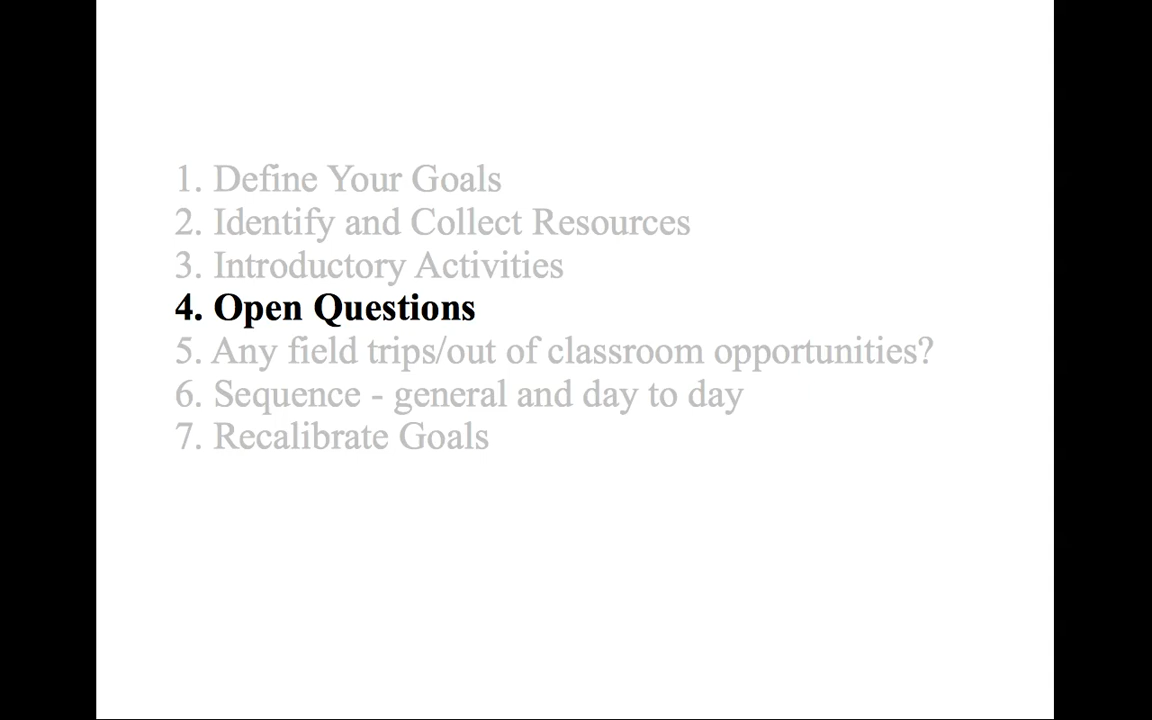 1. Define Your Goals
2. Identify and Collect Resources
3. Introductory Activities
4. Open Questions
5. Any field trips/out of classroom opportunities?
6. Sequence - general and day to day
7. Recalibrate Goals